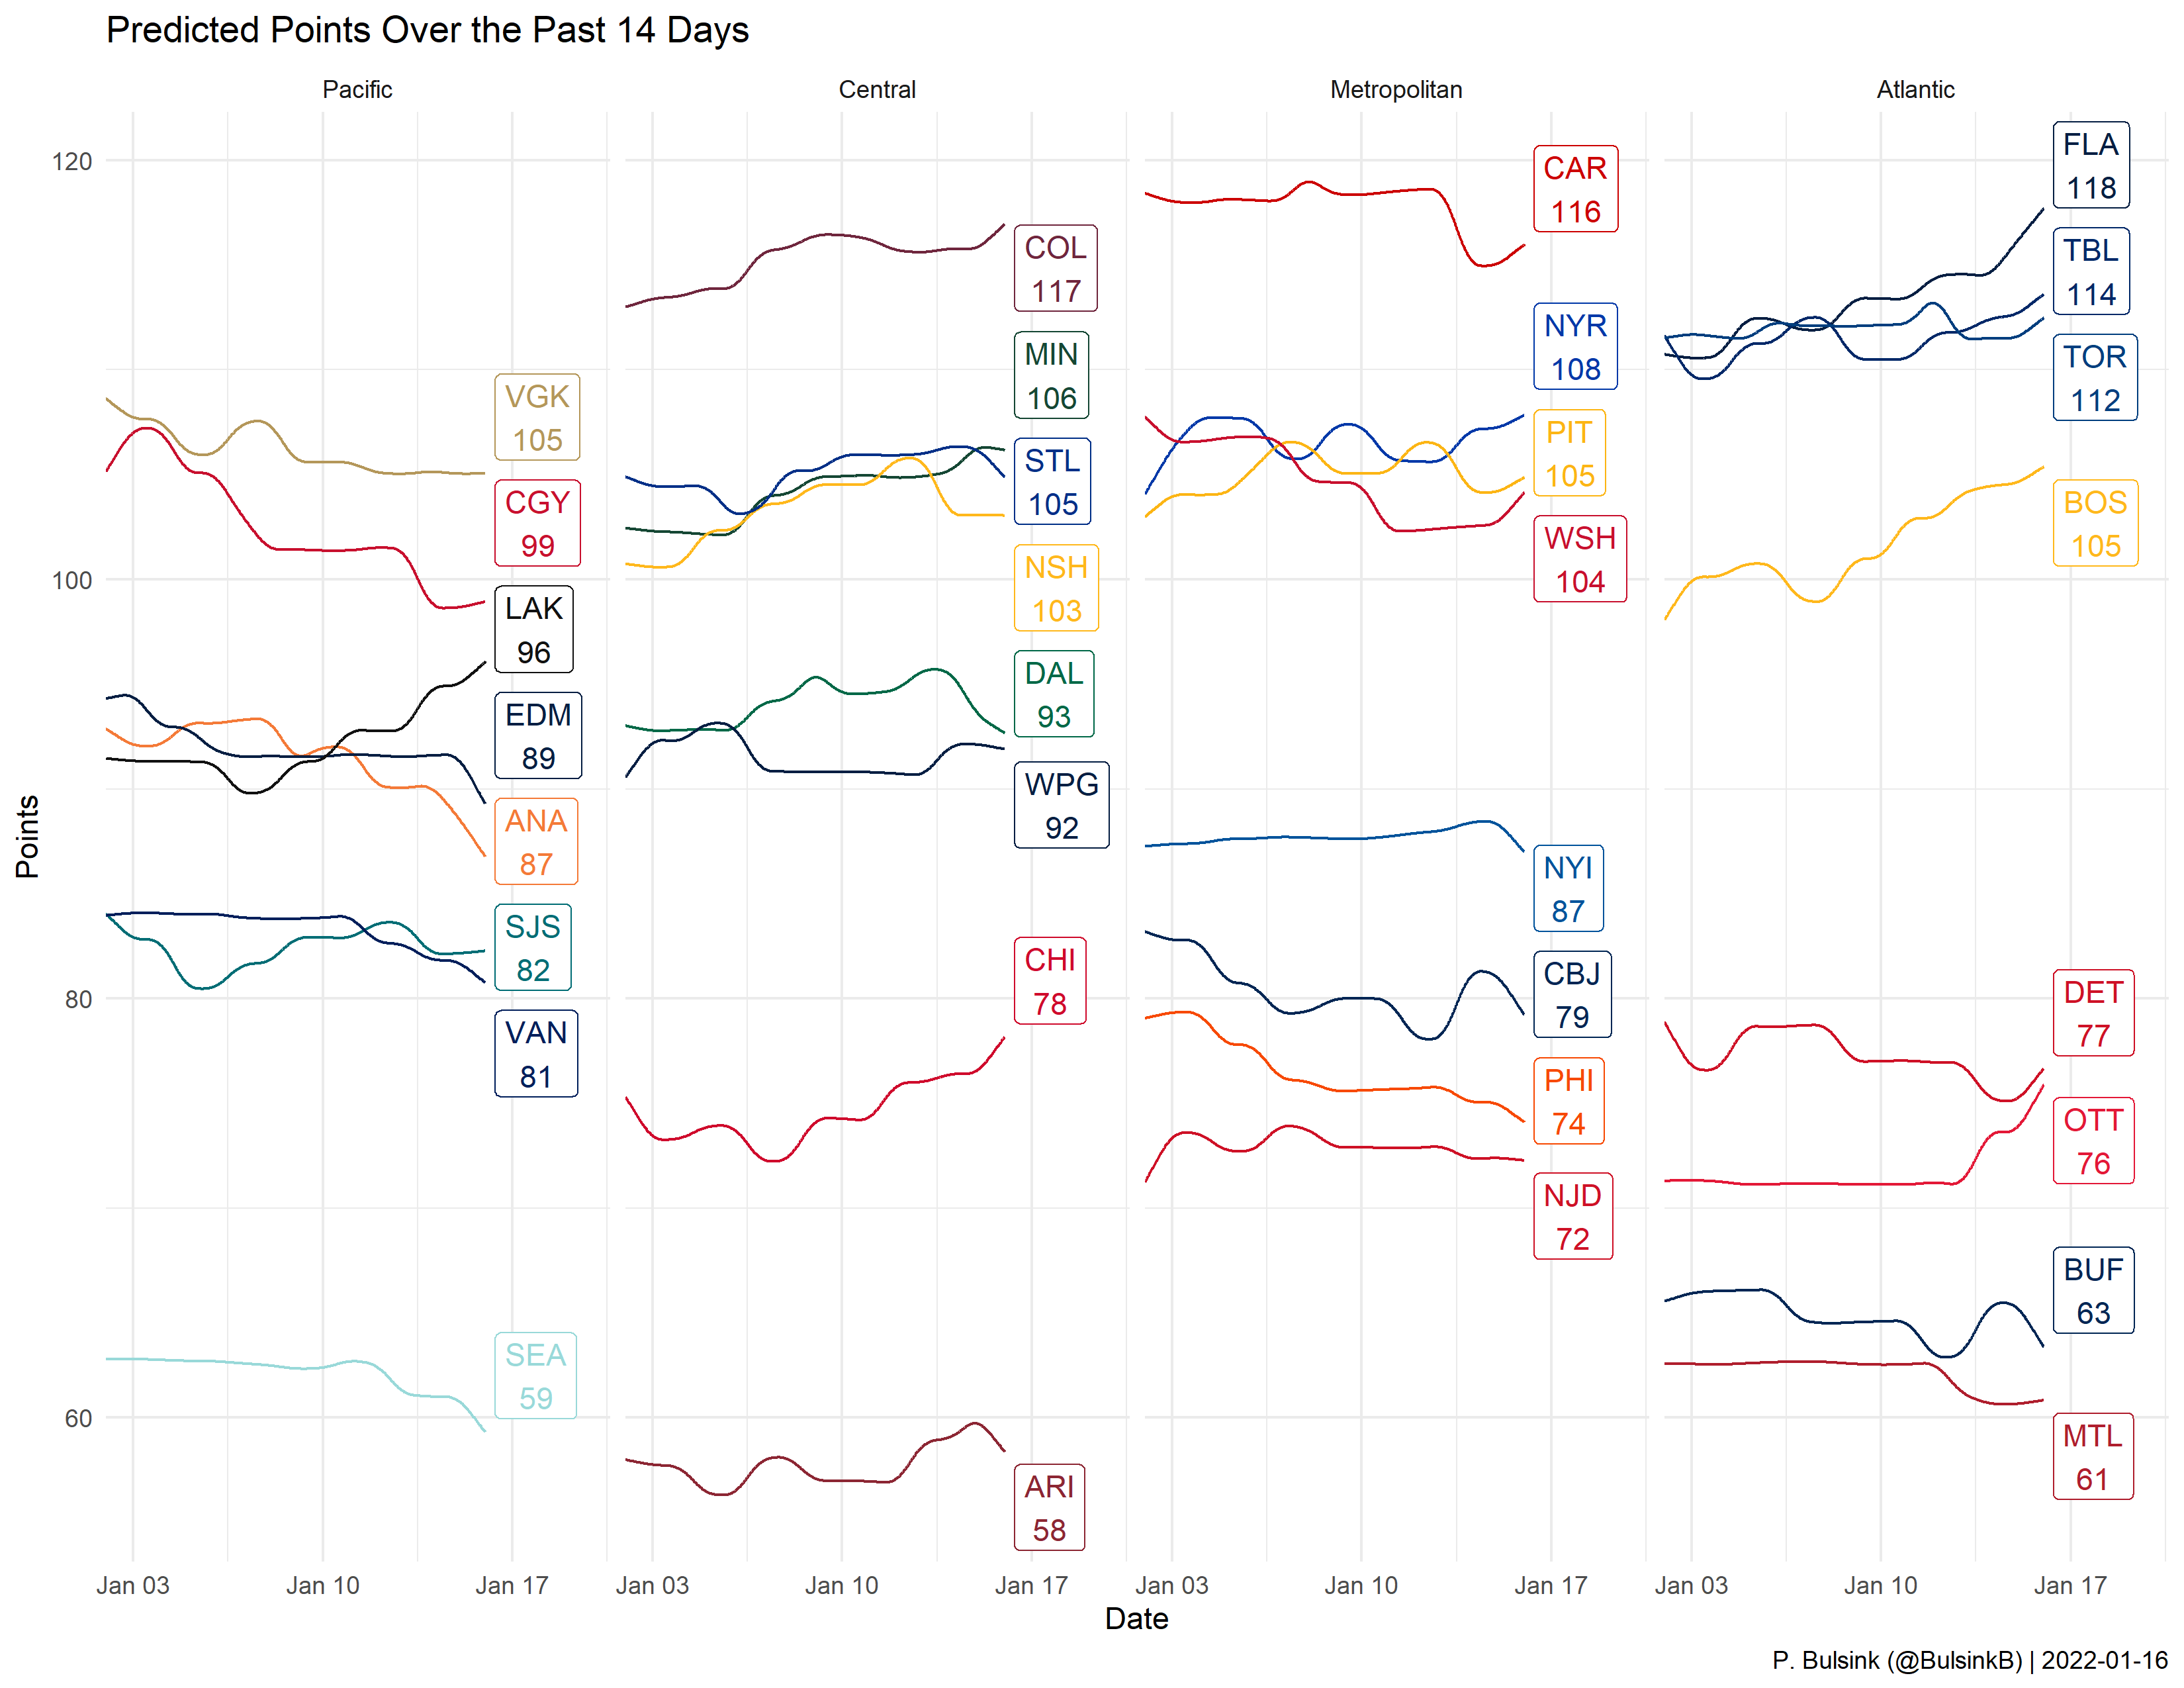 Predicted Points Over the Past 14 Days
Pacific
Central
Metropolitan
Atlantic
Points
120
100
80
60
VGK
105
CGY
99
LAK
96
EDM
89
ANA
87
SJS
82
VAN
81
SEA
59
COL
117
MIN
106
STL
105
NSH
103
DAL
93
WPG
92
CHI
78
ARI
58
CAR
116
NYR
108
PIT
105
WSH
104
NYI
87
CBJ
79
PHI
74
NJD
72
FLA
118
TBL
114
TOR
112
BOS
105
DET
77
OTT
76
BUF
63
MTL
61
Jan 03 Jan 10 Jan 17
Jan 03 Jan 10 Jan 17
Jan 03 Jan 10 Jan 17
Jan 03 Jan 10 Jan 17
Date
P. Bulsink (@BulsinkB) | 2022-01-16